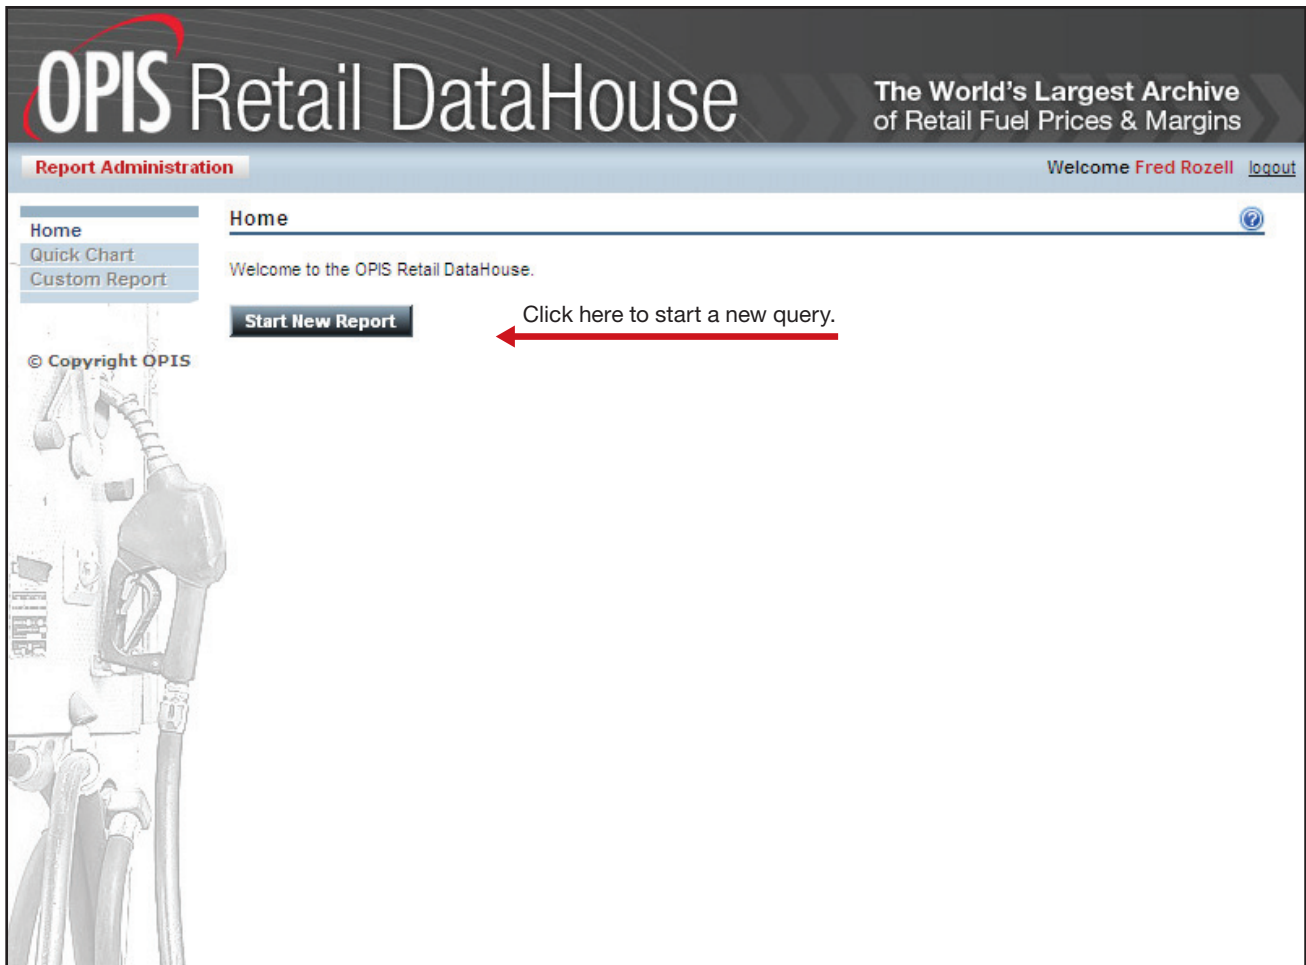 OPIS Retail DataHouse
The World's Largest Archive
of Retail Fuel Prices & Margins
Report Administration
Welcome Fred Rozell logout
Home
Quick Chart
Custom Report
© Copyright OPIS
Home
Welcome to the OPIS Retail DataHouse.
Start New Report
Click here to start a new query.